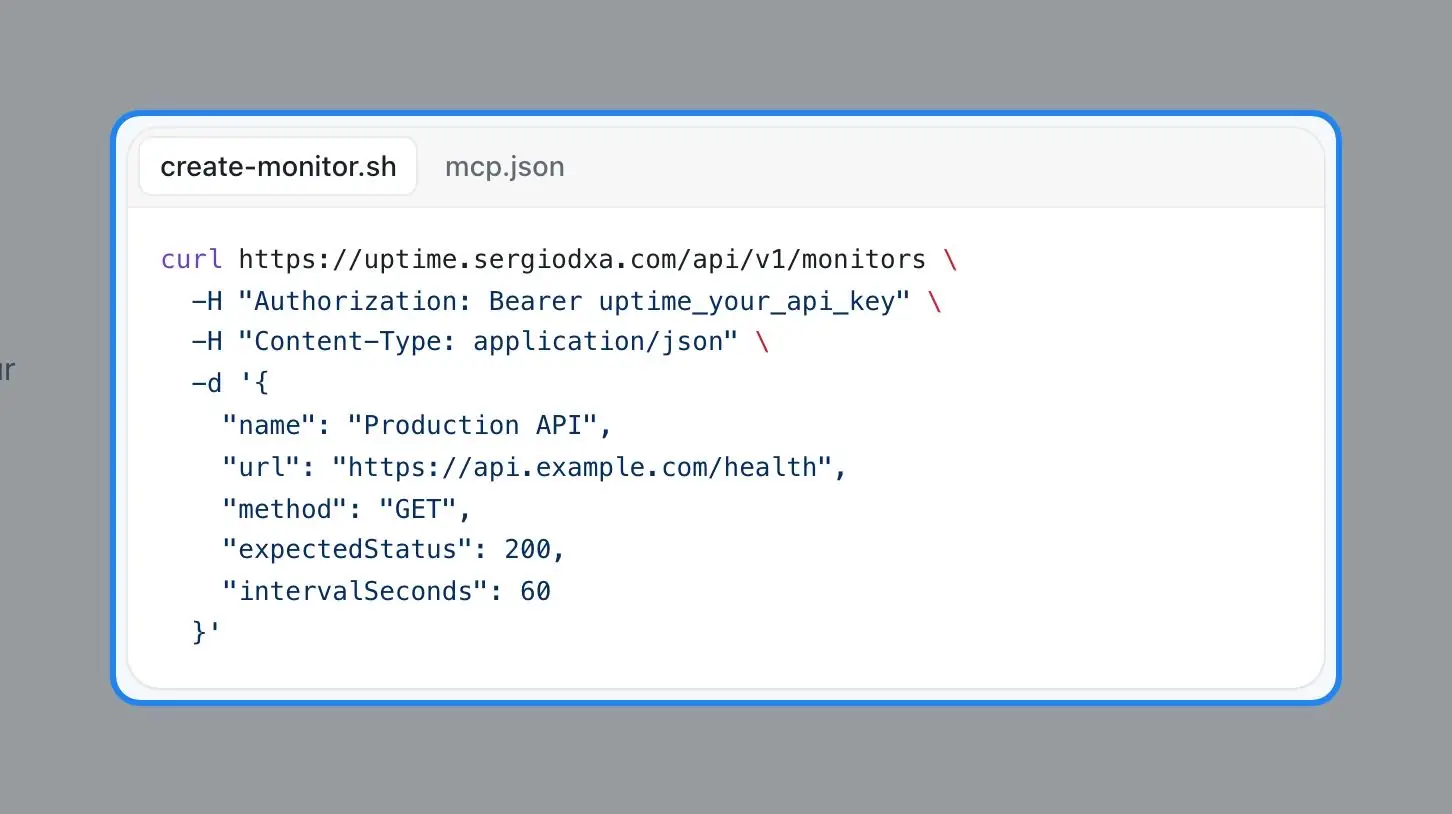 create-monitor.sh mcp.json
curl https://uptime.sergiodxa.com/api/v1/monitors \
  -H "Authorization: Bearer uptime_your_api_key" \
  -H "Content-Type: application/json" \
  -d '{
    "name": "Production API",
    "url": "https://api.example.com/health",
    "method": "GET",
    "expectedStatus": 200,
    "intervalSeconds": 60
  }'